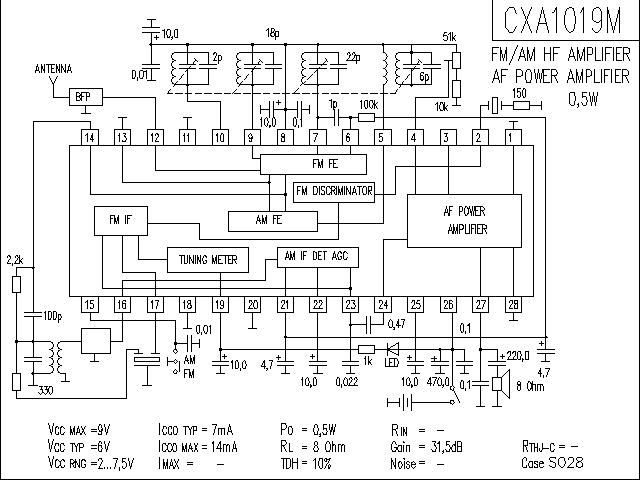 CXA1019M
FM/AM HF AMPLIFIER
AF POWER AMPLIFIER
0,5W
10,0
18p
51k
ANTENNA
0,01
2p
22p
6p
BFP
10k
150
10,0
0,1
1p
100k
14 13 12 11 10 9 8 7 6 5 4 3 2 1
FM FE
FM DISCRIMINATOR
FM IF
AM FE
AF POWER
AMPLIFIER
TUNING METER
AM IF DET AGC
2,2k
15 16 17 18 19 20 21 22 23 24 25 26 27 28
100p
0,01
0,47
0,1
AM
FM
1k
LED
220,0
10,0
4,7
10,0
0,022
10,0
470,0
0,1
8 Ohm
4,7
330
VCC MAX =9V
ICCO TYP = 7mA
PO = 0,5W
RIN = -
VCC TYP =6V
ICCO MAX = 14mA
RL = 8 Ohm
Gain = 31,5dB
RTHJ-C = -
VCC RNG =2...7,5V
IMAX = -
TDH = 10%
Noise= -
Case SO28